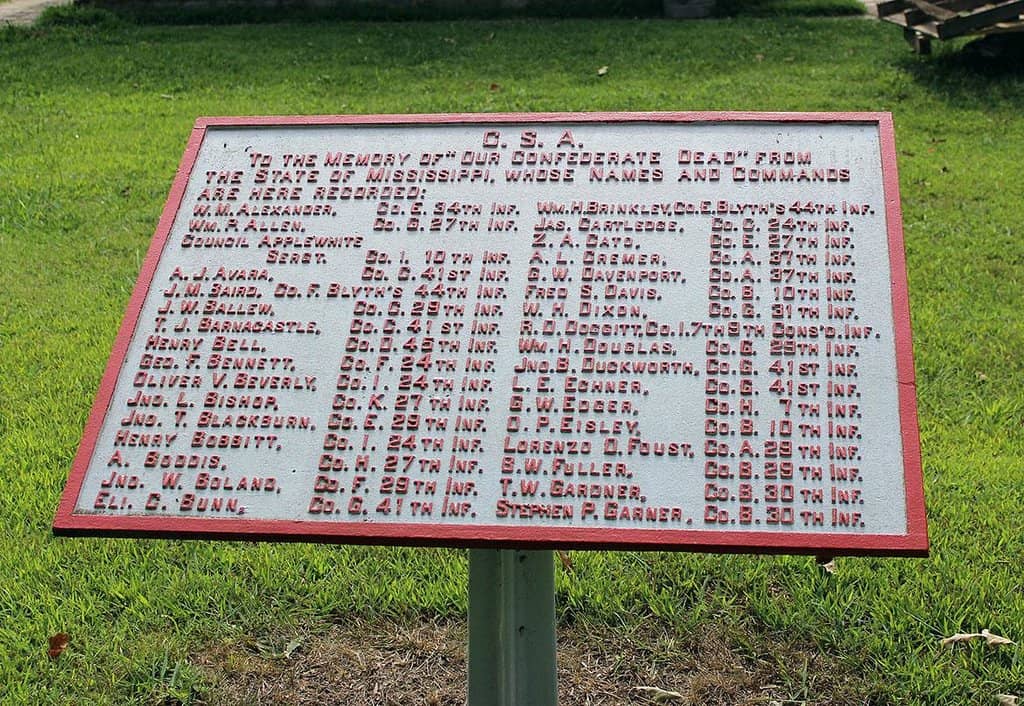 C. S. A.
TO THE MEMORY OF "OUR CONFEDERATE DEAD" FROM
THE STATE OF MISSISSIPPI, WHOSE NAMES AND COMMANDS
ARE HERE RECORDED:
W. M. ALEXANDER, CO. E. 34TH INF.
WM. P. ALLEN, CO. G. 27TH INF.
COUNCIL APPLEWHITE
SERGT. CO. I. 10TH INF.
A. J. AVARA, CO. C. 41ST INF.
J. M. BAIRD, CO. F. BLYTH'S 44TH INF.
J. W. BALLEW, CO. G. 29TH INF.
T. J. BARNACASTLE, CO. C. 41ST INF.
HENRY BELL, CO. D. 45TH INF.
GEO. F. BENNETT, CO. F. 24TH INF.
OLIVER V. BEVERLY, CO. I. 24TH INF.
JNO. L. BISHOP, CO. K. 27TH INF.
JNO. T. BLACKBURN, CO. E. 29TH INF.
HENRY BOBBITT, CO. I. 24TH INF.
A. BODDIS, CO. H. 27TH INF.
JNO. W. BOLAND, CO. F. 29TH INF.
ELI. C. BUNN, CO. G. 41TH INF.
WM. H. BRINKLEY, CO. E. BLYTH'S 44TH INF.
JAS. CARTLEDGE, CO. C. 24TH INF.
Z. A. CATO, CO. E. 27TH INF.
A. L. CREMER, CO. A. 37TH INF.
G. W. DAVENPORT, CO. A. 37TH INF.
FRED S. DAVIS, CO. B. 10TH INF.
W. H. DIXON, CO. G. 31TH INF.
R. D. DOGGITT, CO. I. 7TH 9TH CONS'D. INF.
WM. H. DOUGLAS, CO. G. 29TH INF.
JNO. B. DUCKWORTH, CO. G. 41ST INF.
L. E. ECHNER, CO. G. 41ST INF.
G. W. EDGER, CO. H. 7TH INF.
O. P. EISLEY, CO. B. 10TH INF.
LORENZO D. FOUST, CO. A. 29TH INF.
B. W. FULLER, CO. B. 29TH INF.
T. W. GARDNER, CO. B. 30TH INF.
STEPHEN P. GARNER, CO. B. 30TH INF.